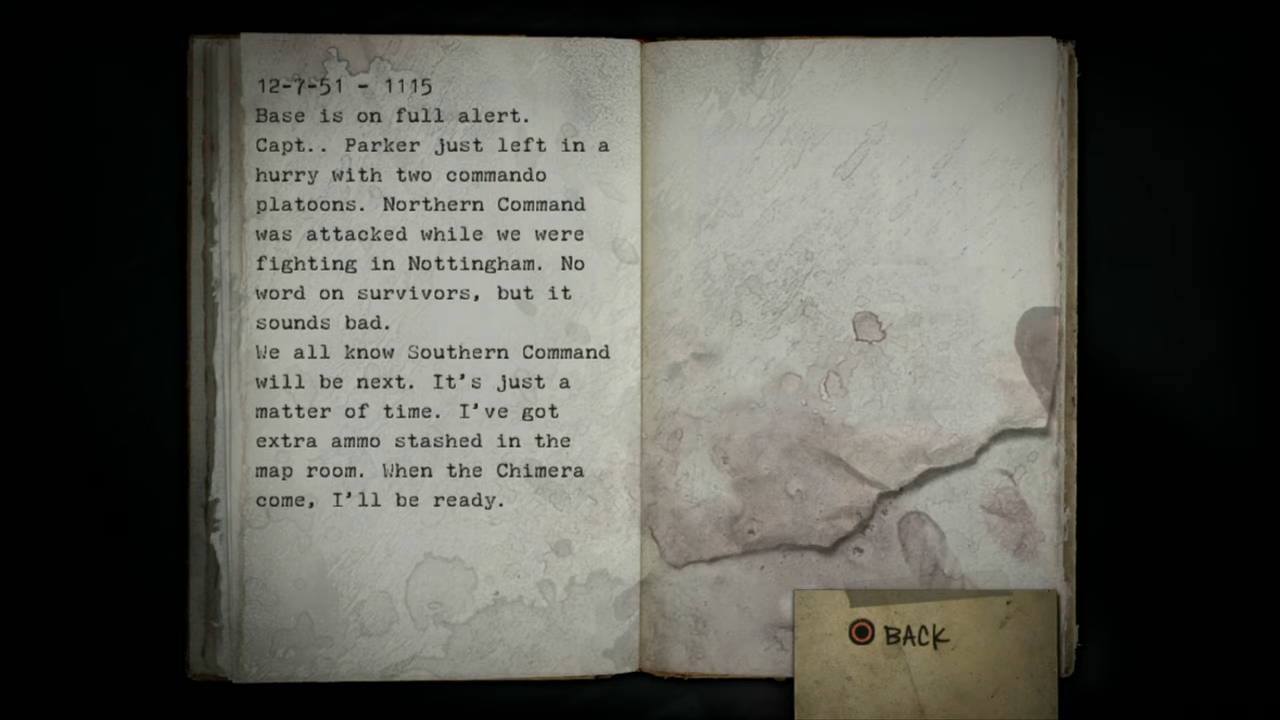 12-7-51 - 1115
Base is on full alert.
Capt.. Parker just left in a
hurry with two commando
platoons. Northern Command
was attacked while we were
fighting in Nottingham. No
word on survivors, but it
sounds bad.
We all know Southern Command
will be next. It's just a
matter of time. I've got
extra ammo stashed in the
map room. When the Chimera
come, I'll be ready.
BACK